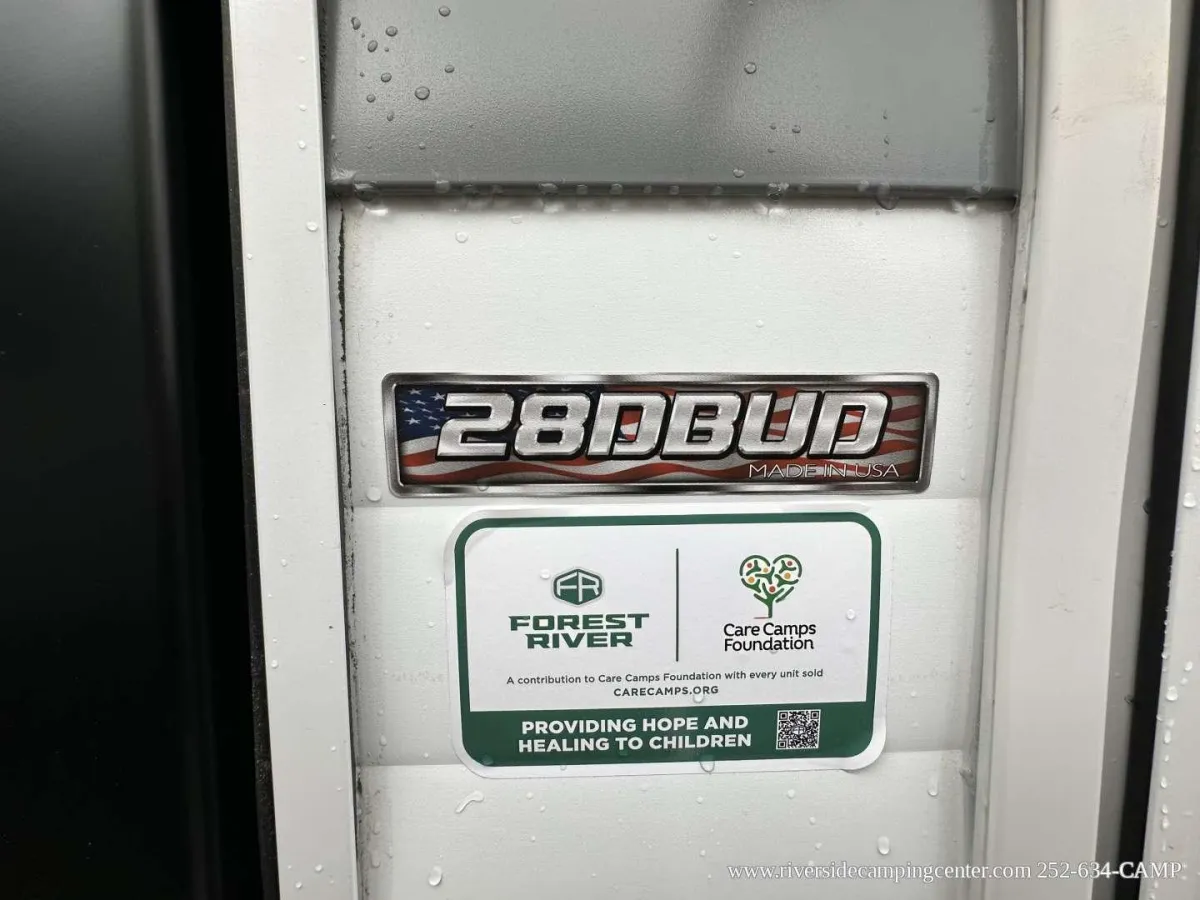 28DBUD
MADE IN USA
FR
FOREST
RIVER
Care Camps
Foundation
A contribution to Care Camps Foundation with every unit sold
CARECAMPS.ORG
PROVIDING HOPE AND
HEALING TO CHILDREN
www.riversidecampingcenter.com 252-634-CAMP